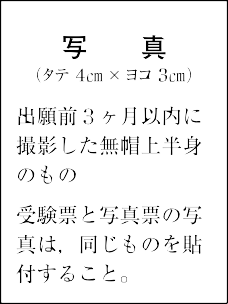 写真
（タテ 4㎝ × ヨコ 3㎝）
出願前３ヶ月以内に
撮影した無帽上半身
のもの
受験票と写真票の写
真は，同じものを貼
付すること。